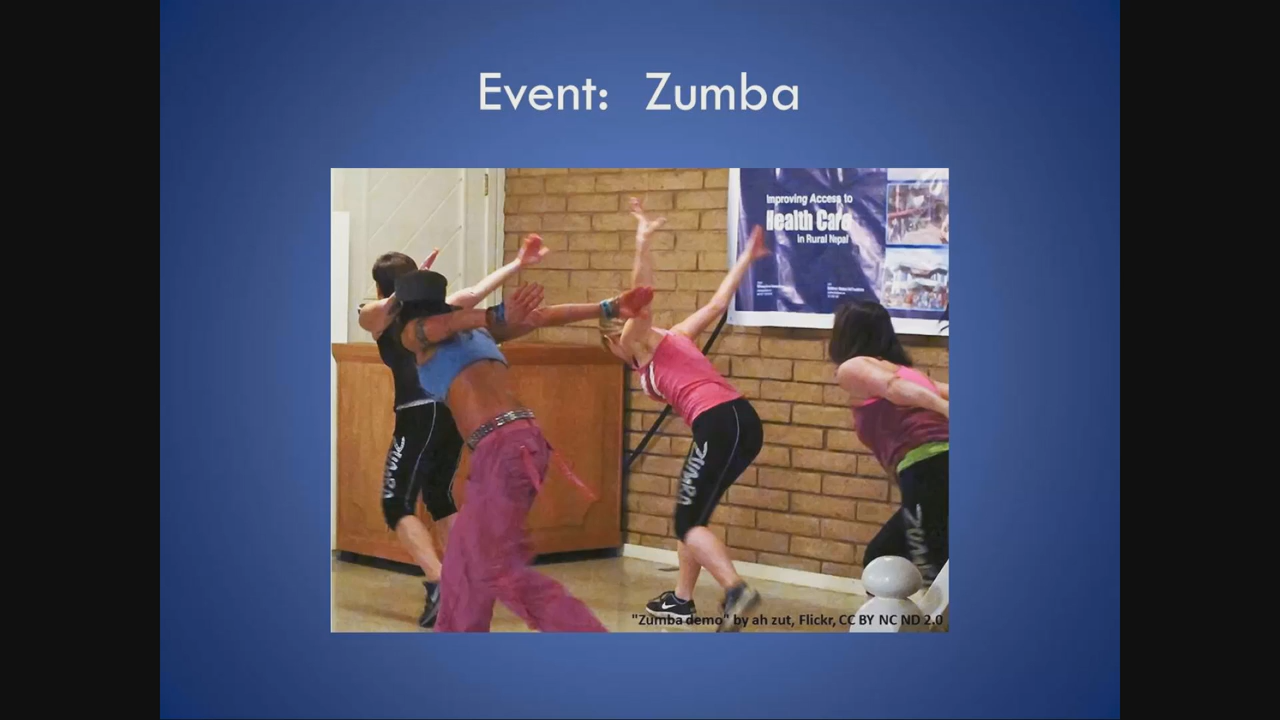 Event: Zumba
Improving Access to
Health Care
in Rural Nepal
ZUMBA
ZUMBA
"Zumba demo" by ah zut, Flickr, CC BY NC ND 2.0